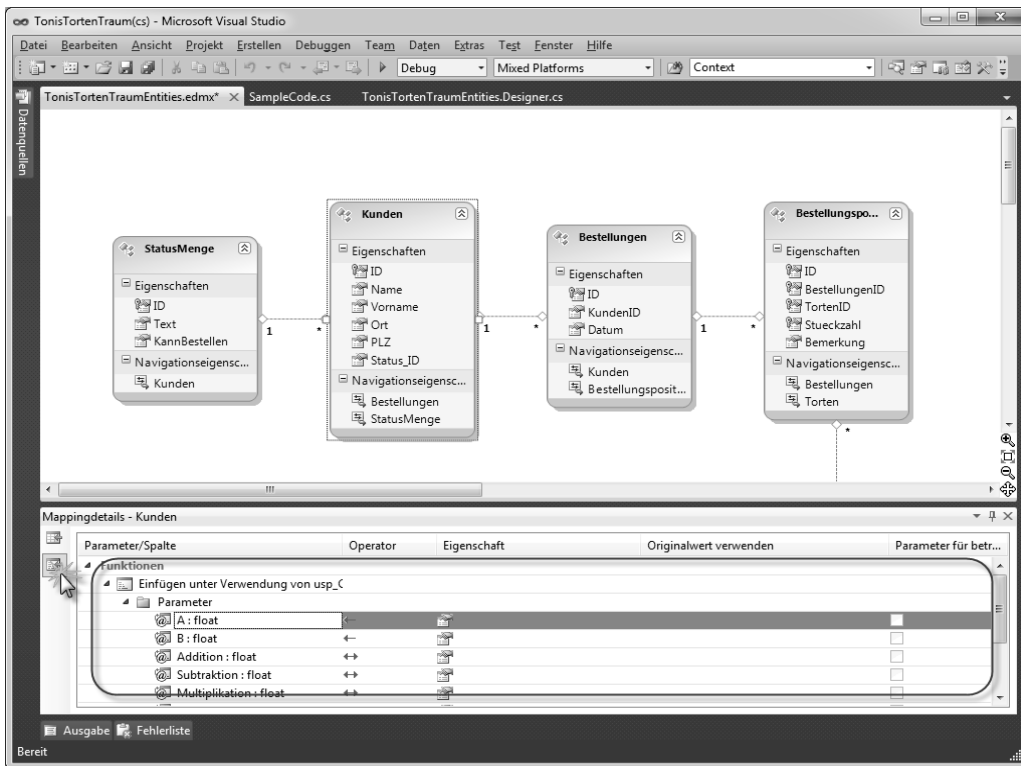 TonisTortenTraum(cs) - Microsoft Visual Studio
Datei Bearbeiten Ansicht Projekt Erstellen Debuggen Team Daten Extras Test Fenster Hilfe
Debug Mixed Platforms Context
TonisTortenTraumEntities.edmx* SampleCode.cs TonisTortenTraumEntities.Designer.cs
Datenquellen
StatusMenge
Eigenschaften
ID
Text
KannBestellen
Navigationseigensc...
Kunden
1
*
Kunden
Eigenschaften
ID
Name
Vorname
Ort
PLZ
Status_ID
Navigationseigensc...
Bestellungen
StatusMenge
1
*
Bestellungen
Eigenschaften
ID
KundenID
Datum
Navigationseigensc...
Kunden
Bestellungsposit...
1
*
Bestellungspo...
Eigenschaften
ID
BestellungenID
TortenID
Stueckzahl
Bemerkung
Navigationseigensc...
Bestellungen
Torten
*
Mappingdetails - Kunden
Parameter/Spalte Operator Eigenschaft Originalwert verwenden Parameter für betr...
Funktionen
Einfügen unter Verwendung von usp_C
Parameter
A : float ←
B : float ←
Addition : float ↔
Subtraktion : float ↔
Multiplikation : float ↔
Ausgabe Fehlerliste
Bereit